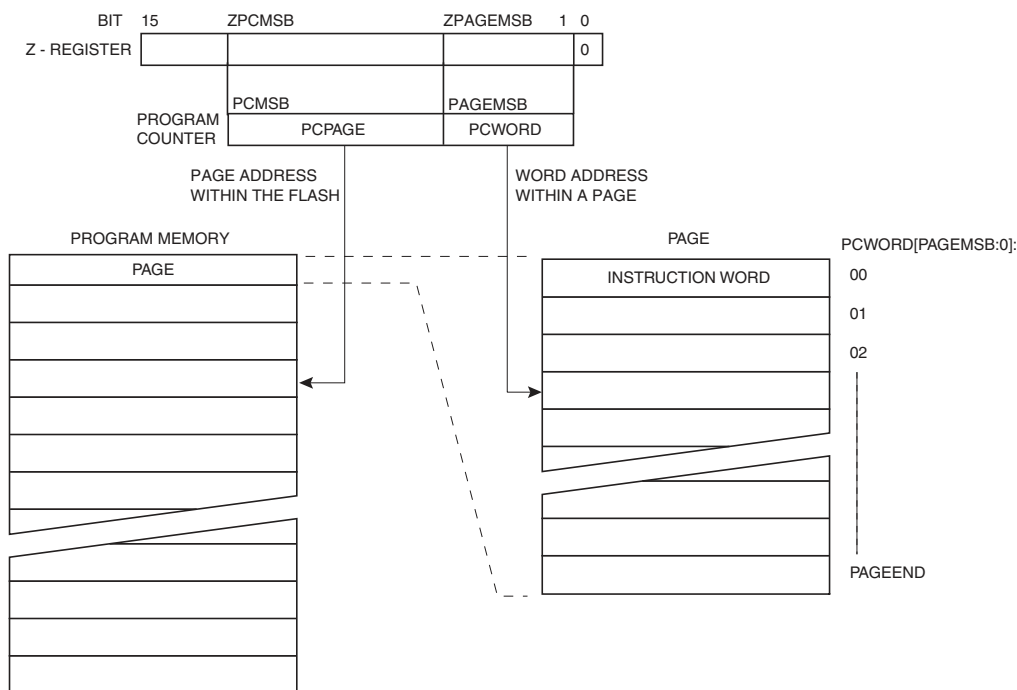 BIT 15 ZPCMSB ZPAGEMSB 1 0
Z - REGISTER 0
PCMSB PAGEMSB
PROGRAM
COUNTER
PCPAGE PCWORD
PAGE ADDRESS
WITHIN THE FLASH
WORD ADDRESS
WITHIN A PAGE
PROGRAM MEMORY
PAGE
PAGE
PCWORD[PAGEMSB:0]:
INSTRUCTION WORD
00
01
02
PAGEEND